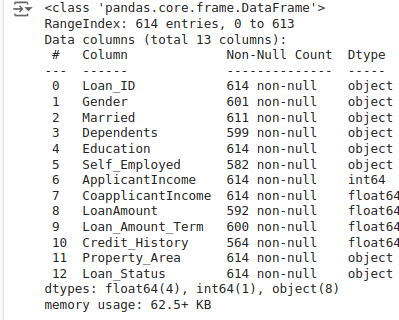 <class 'pandas.core.frame.DataFrame'>
RangeIndex: 614 entries, 0 to 613
Data columns (total 13 columns):
 #   Column             Non-Null Count  Dtype
---  ------             --------------  -----
 0   Loan_ID            614 non-null    object
 1   Gender             601 non-null    object
 2   Married            611 non-null    object
 3   Dependents         599 non-null    object
 4   Education          614 non-null    object
 5   Self_Employed      582 non-null    object
 6   ApplicantIncome    614 non-null    int64
 7   CoapplicantIncome  614 non-null    float64
 8   LoanAmount         592 non-null    float64
 9   Loan_Amount_Term   600 non-null    float64
 10  Credit_History     564 non-null    float64
 11  Property_Area      614 non-null    object
 12  Loan_Status        614 non-null    object
dtypes: float64(4), int64(1), object(8)
memory usage: 62.5+ KB